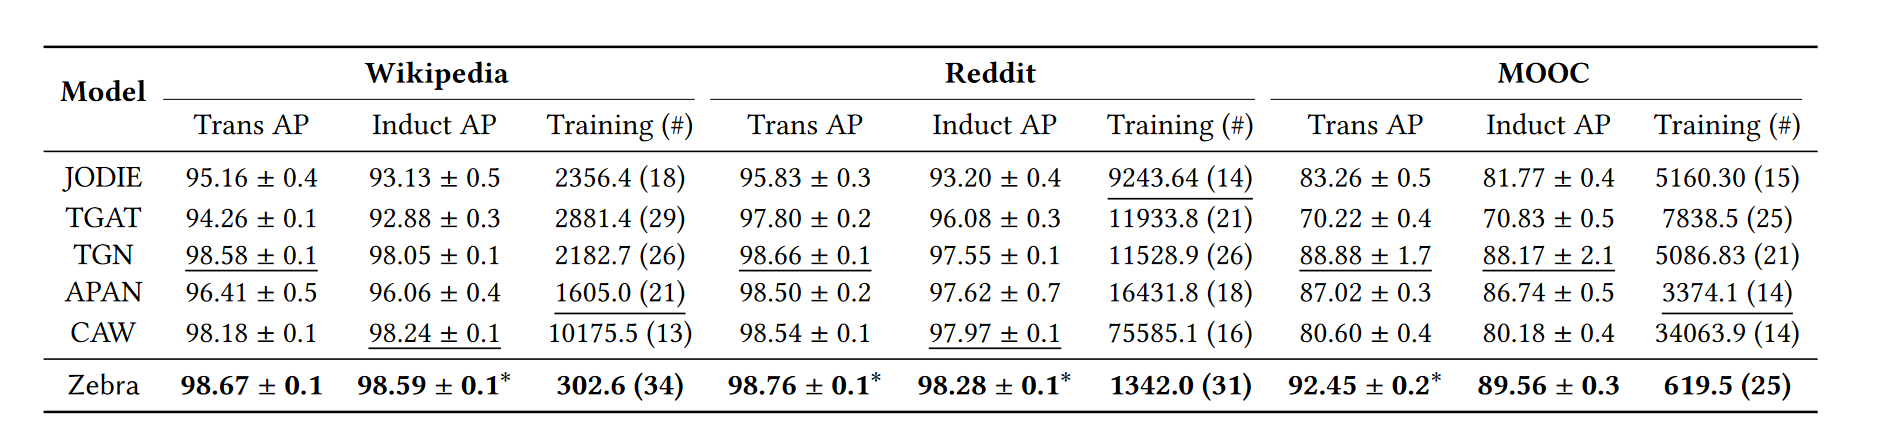 Model Wikipedia Reddit MOOC
Trans AP Induct AP Training (#) Trans AP Induct AP Training (#) Trans AP Induct AP Training (#)
JODIE 95.16 ± 0.4 93.13 ± 0.5 2356.4 (18) 95.83 ± 0.3 93.20 ± 0.4 9243.64 (14) 83.26 ± 0.5 81.77 ± 0.4 5160.30 (15)
TGAT 94.26 ± 0.1 92.88 ± 0.3 2881.4 (29) 97.80 ± 0.2 96.08 ± 0.3 11933.8 (21) 70.22 ± 0.4 70.83 ± 0.5 7838.5 (25)
TGN 98.58 ± 0.1 98.05 ± 0.1 2182.7 (26) 98.66 ± 0.1 97.55 ± 0.1 11528.9 (26) 88.88 ± 1.7 88.17 ± 2.1 5086.83 (21)
APAN 96.41 ± 0.5 96.06 ± 0.4 1605.0 (21) 98.50 ± 0.2 97.62 ± 0.7 16431.8 (18) 87.02 ± 0.3 86.74 ± 0.5 3374.1 (14)
CAW 98.18 ± 0.1 98.24 ± 0.1 10175.5 (13) 98.54 ± 0.1 97.97 ± 0.1 75585.1 (16) 80.60 ± 0.4 80.18 ± 0.4 34063.9 (14)
Zebra 98.67 ± 0.1 98.59 ± 0.1* 302.6 (34) 98.76 ± 0.1* 98.28 ± 0.1* 1342.0 (31) 92.45 ± 0.2* 89.56 ± 0.3 619.5 (25)